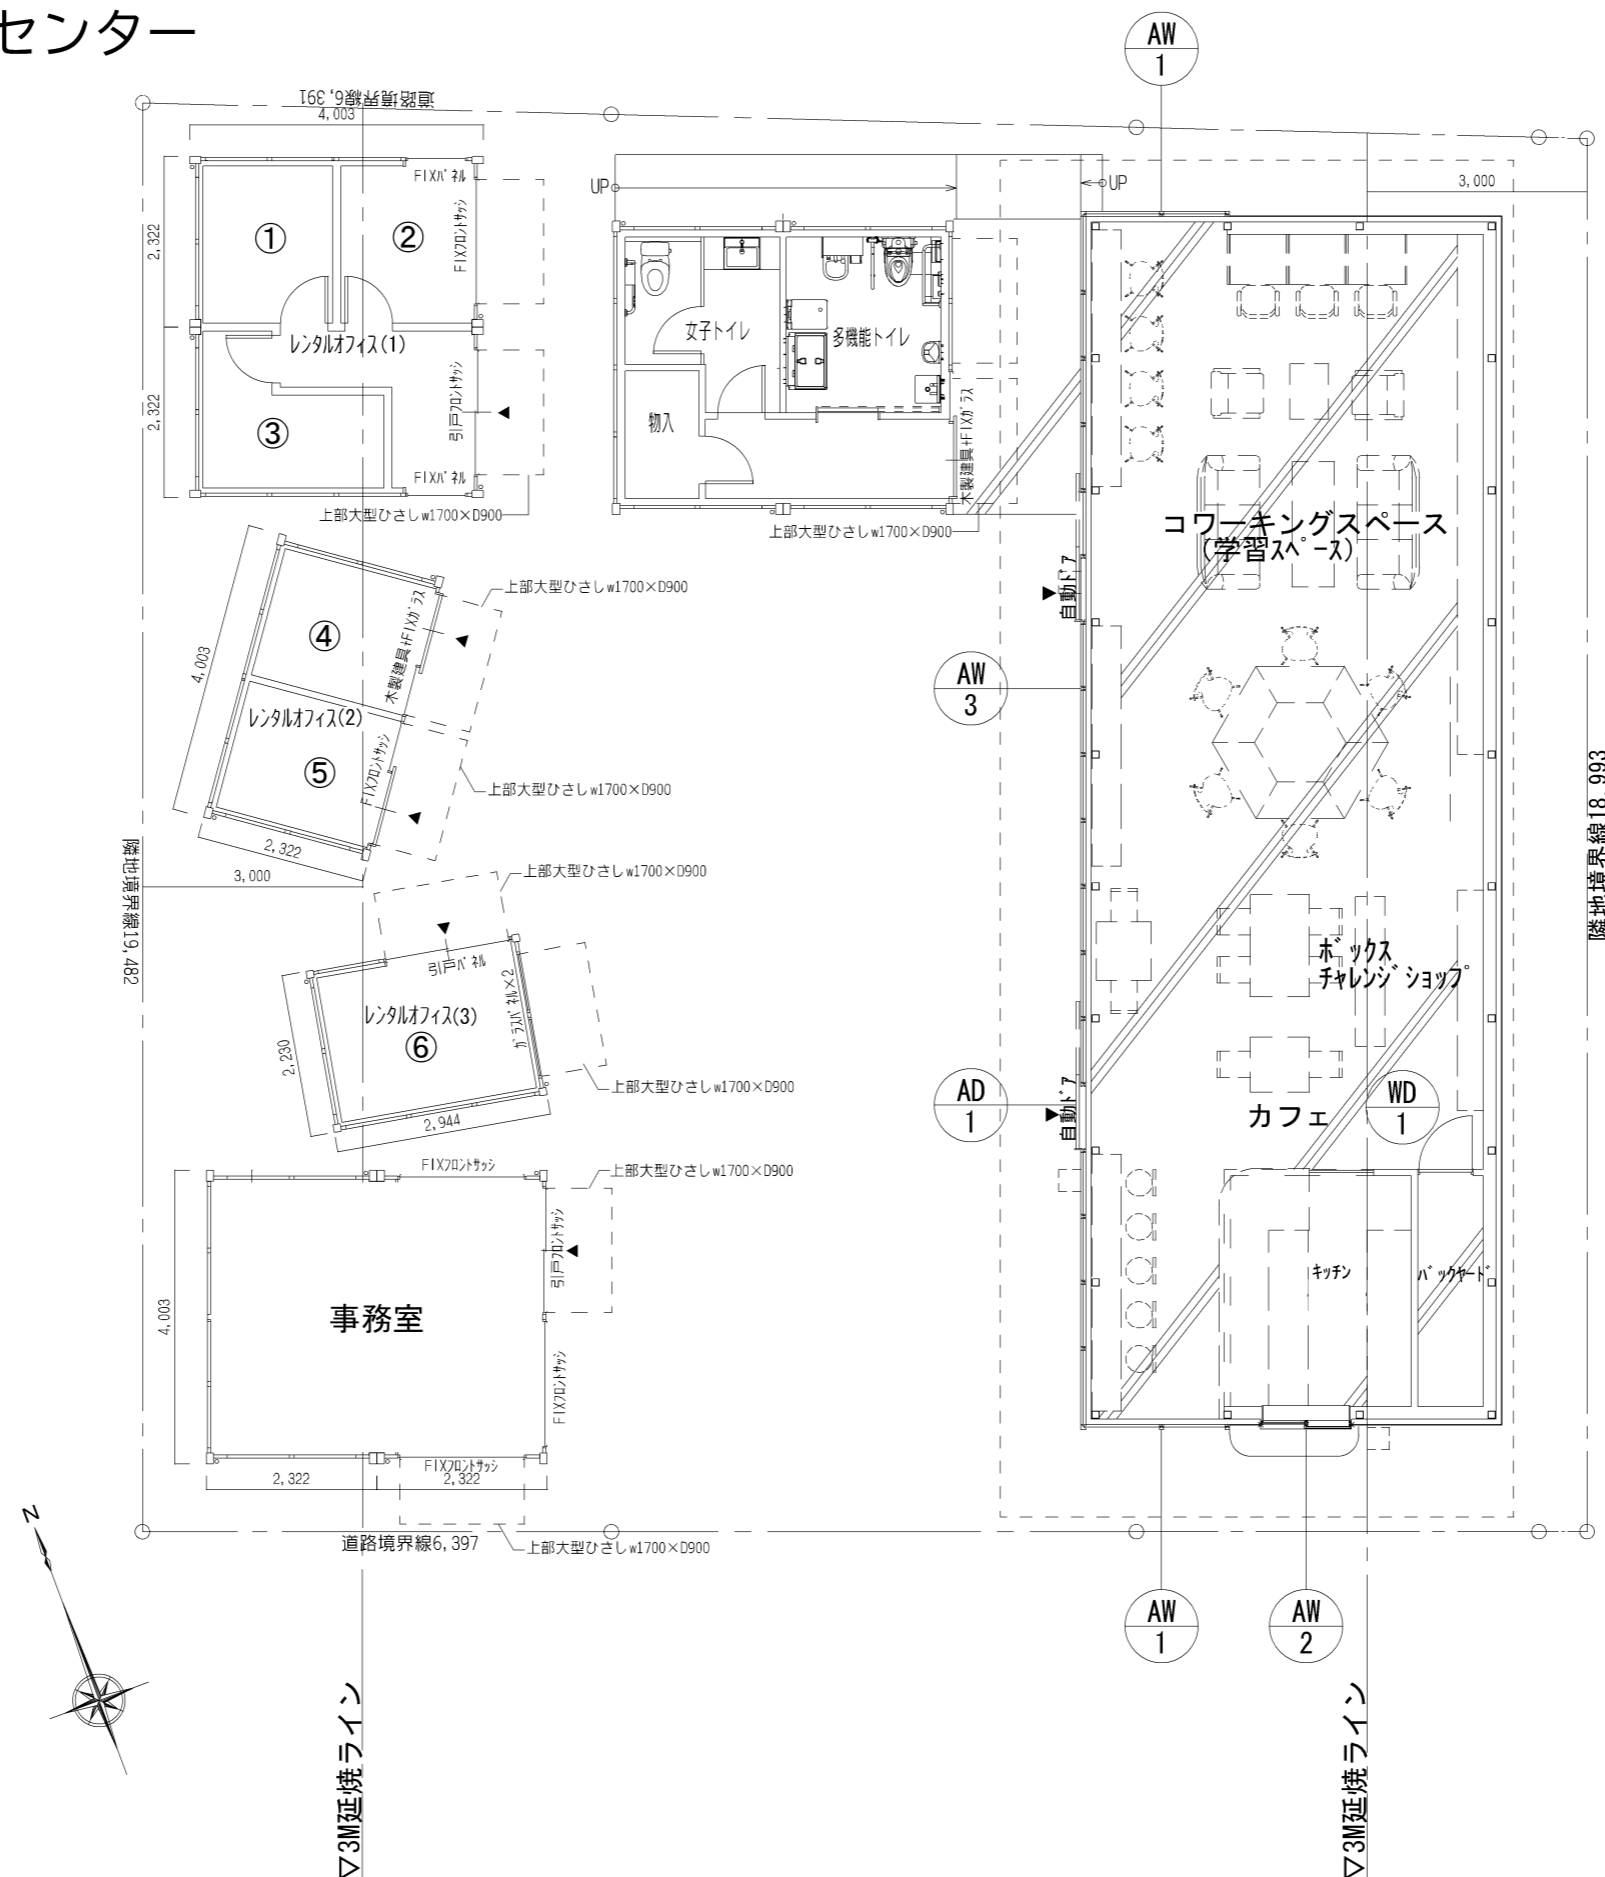 センター
AW
1
道路境界線6,391
4,003
3,000
UP
UP
FIXパネル
FIXフロントサッシ
①
②
2,322
女子トイレ
多機能トイレ
レンタルオフィス(1)
2,322
③
引戸フロントサッシ
FIXパネル
物入
木製建具+FIXガラス
上部大型ひさしw1700×D900
上部大型ひさしw1700×D900
コワーキングスペース
(学習スペース)
上部大型ひさしw1700×D900
自動ドア
④
木製建具+FIXガラス
4,003
AW
3
レンタルオフィス(2)
⑤
FIXフロントサッシ
上部大型ひさしw1700×D900
2,322
隣地境界線18,993
隣地境界線19,482
3,000
上部大型ひさしw1700×D900
引戸パネル
ガラスパネル×2
ボックス
チャレンジショップ
レンタルオフィス(3)
⑥
2,230
上部大型ひさしw1700×D900
AD
1
自動ドア
WD
1
カフェ
2,944
FIXフロントサッシ
上部大型ひさしw1700×D900
引戸フロントサッシ
キッチン
バックヤード
事務室
4,003
FIXフロントサッシ
FIXフロントサッシ
2,322
2,322
道路境界線6,397
上部大型ひさしw1700×D900
N
AW
1
AW
2
▽3M延焼ライン
▽3M延焼ライン